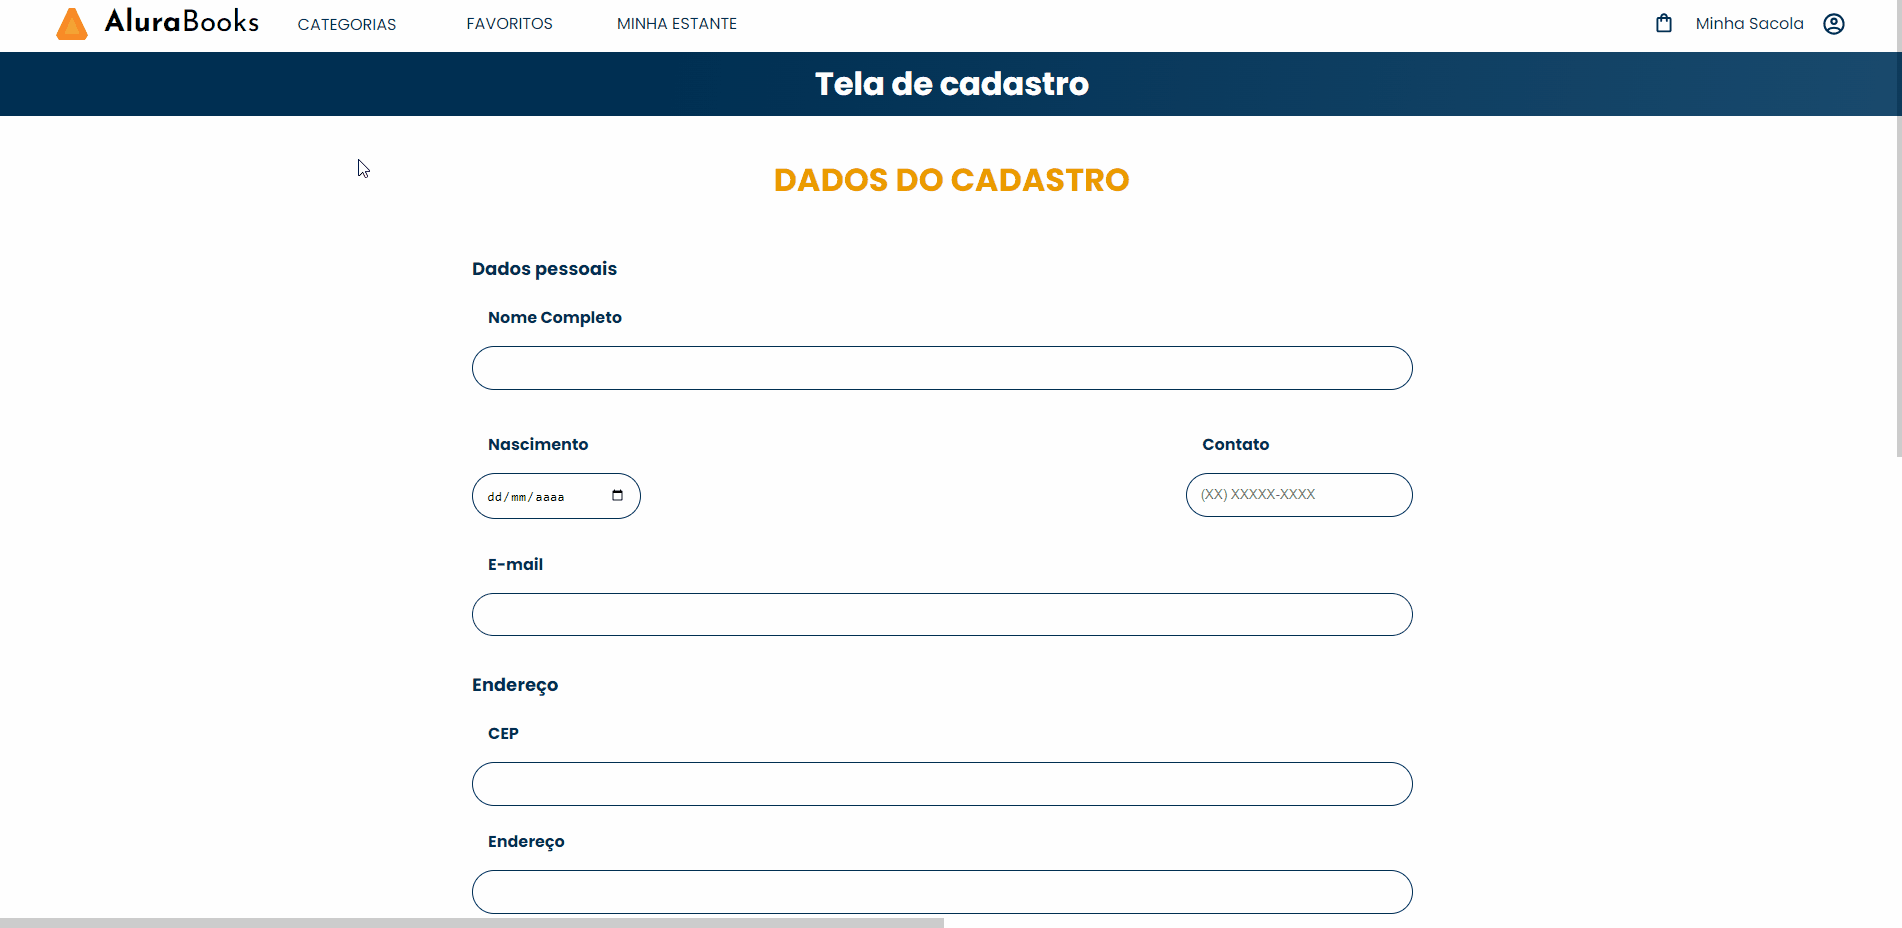 AluraBooks CATEGORIAS FAVORITOS MINHA ESTANTE Minha Sacola
Tela de cadastro
DADOS DO CADASTRO
Dados pessoais
Nome Completo
Nascimento Contato
dd/mm/aaaa (XX) XXXXX-XXXX
E-mail
Endereço
CEP
Endereço